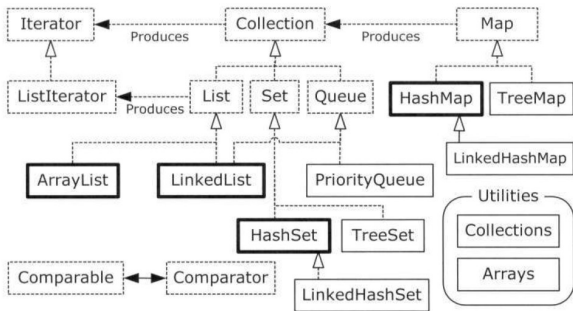 Iterator
Collection
Map
Produces
Produces
ListIterator
List
Set
Queue
HashMap
TreeMap
Produces
ArrayList
LinkedList
PriorityQueue
LinkedHashMap
Utilities
HashSet
TreeSet
Collections
Comparable
Comparator
Arrays
LinkedHashSet